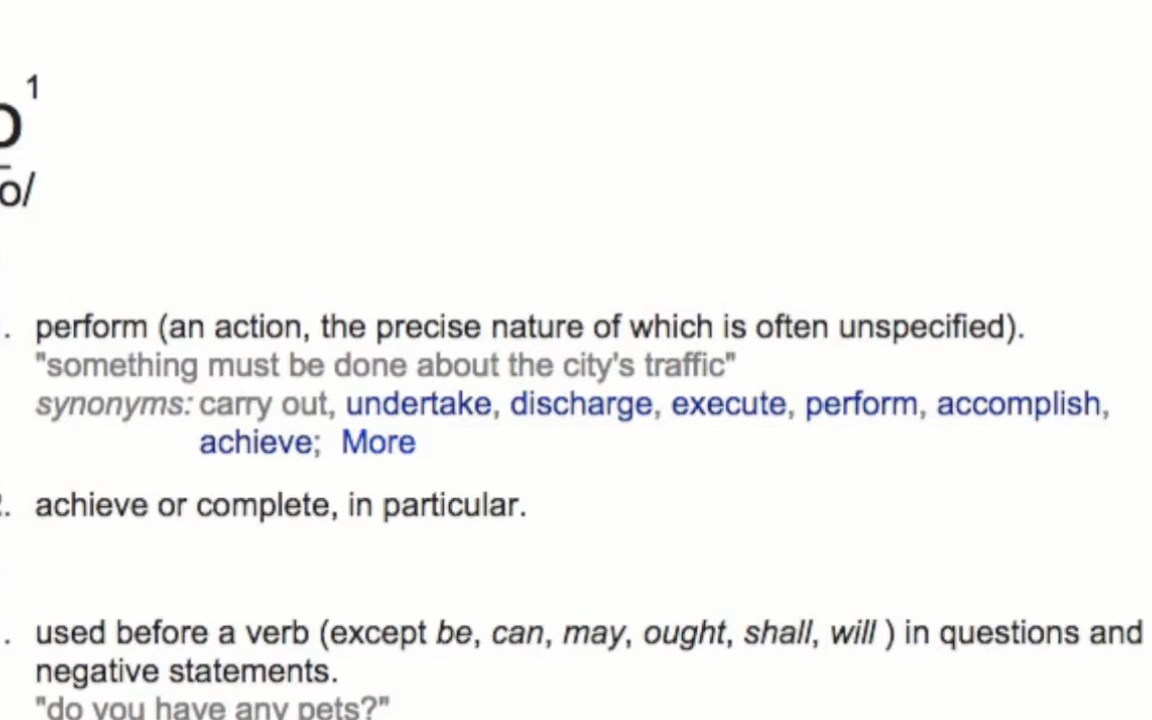 1
o/
. perform (an action, the precise nature of which is often unspecified).
"something must be done about the city's traffic"
synonyms: carry out, undertake, discharge, execute, perform, accomplish,
achieve; More
. achieve or complete, in particular.
. used before a verb (except be, can, may, ought, shall, will ) in questions and
negative statements.
"do you have any pets?"